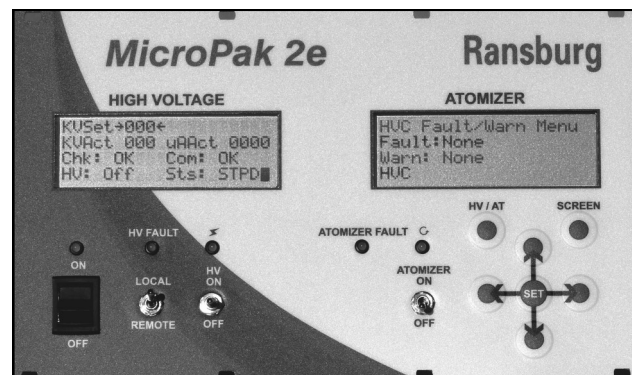 MicroPak 2e
Ransburg
HIGH VOLTAGE
KVSet→000←
KVAct 000 uAAct 0000
Chk: OK Com: OK
HV: Off Sts: STPD
ATOMIZER
HVC Fault/Warn Menu
Fault:None
Warn: None
HVC
HV / AT
SCREEN
HV FAULT
ATOMIZER FAULT
ON
OFF
LOCAL
REMOTE
HV
ON
OFF
ATOMIZER
ON
OFF
SET